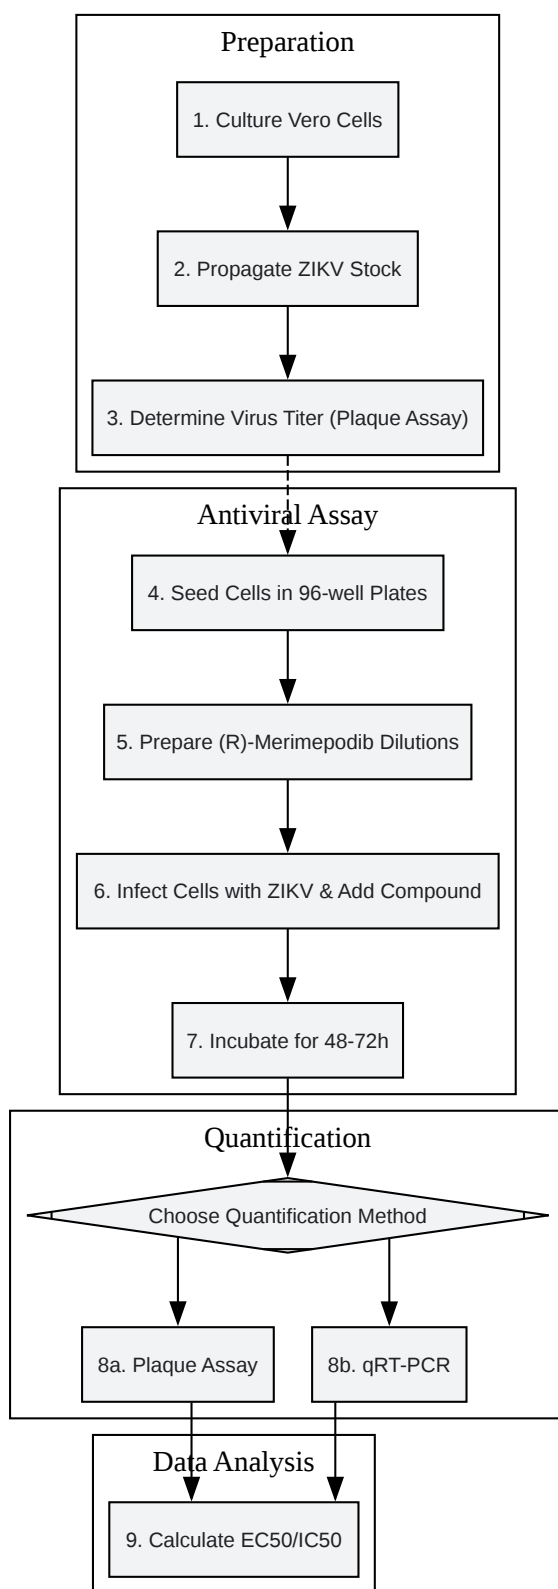 Preparation
1. Culture Vero Cells
2. Propagate ZIKV Stock
3. Determine Virus Titer (Plaque Assay)
Antiviral Assay
4. Seed Cells in 96-well Plates
5. Prepare (R)-Merimepodib Dilutions
6. Infect Cells with ZIKV & Add Compound
7. Incubate for 48-72h
Quantification
Choose Quantification Method
8a. Plaque Assay
8b. qRT-PCR
Data Analysis
9. Calculate EC50/IC50